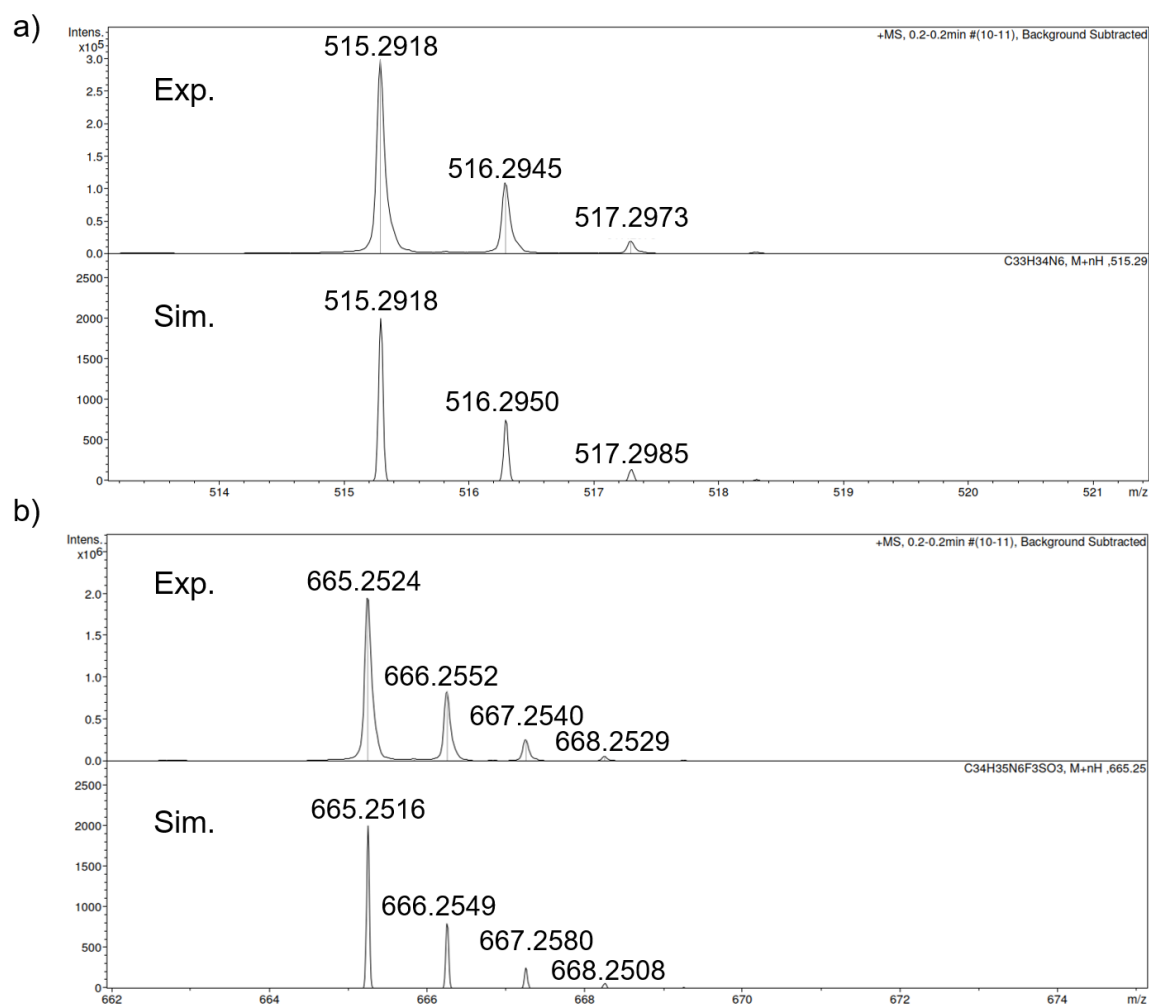 a)
Intens.
x10⁵
+MS, 0.2-0.2min #(10-11), Background Subtracted
515.2918
3.0
Exp.
2.5
2.0
516.2945
1.5
1.0
517.2973
0.5
0.0
C33H34N6, M+nH ,515.29
2500
515.2918
Sim.
2000
1500
516.2950
1000
517.2985
500
0
514 515 516 517 518 519 520 521 m/z
b)
Intens.
x10⁶
+MS, 0.2-0.2min #(10-11), Background Subtracted
Exp.
665.2524
2.0
1.5
666.2552
1.0
667.2540
0.5
668.2529
0.0
C34H35N6F3SO3, M+nH ,665.25
2500
665.2516
Sim.
2000
1500
666.2549
1000
667.2580
500
668.2508
0
662 664 666 668 670 672 674 m/z